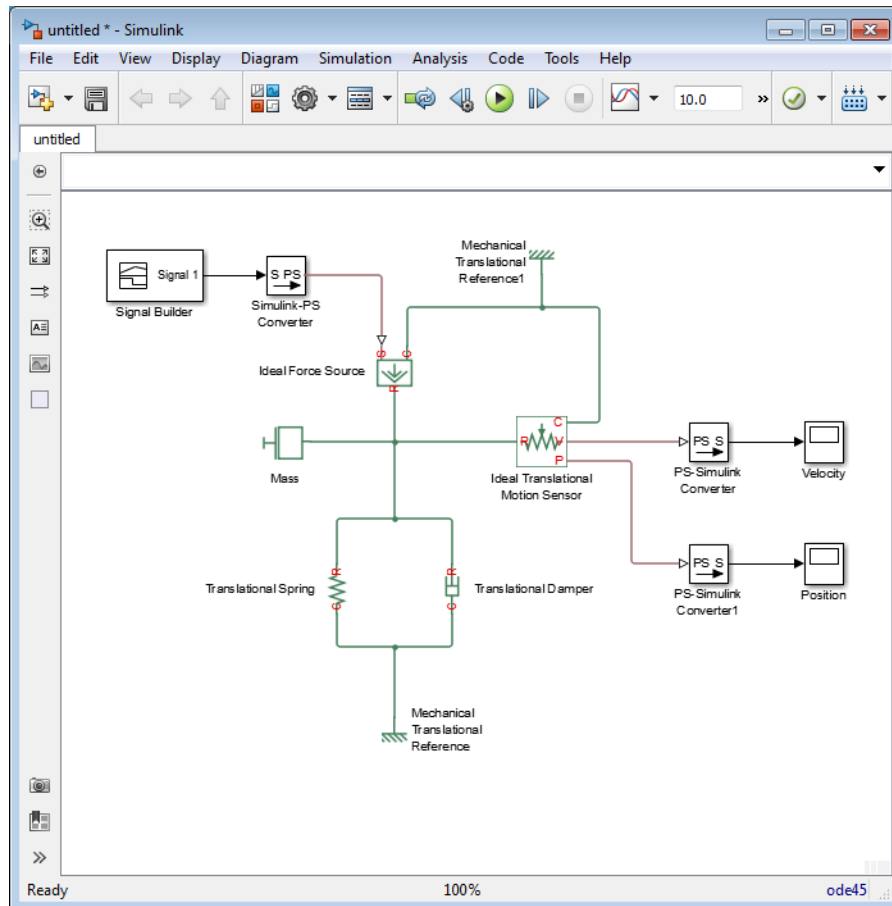 untitled * - Simulink
File Edit View Display Diagram Simulation Analysis Code Tools Help
10.0 »
untitled
Mechanical
Translational
Reference1
Signal 1
S PS
Signal Builder
Simulink-PS
Converter
S C
Ideal Force Source
R
C
R V
P
PS S
Mass
Ideal Translational
Motion Sensor
PS-Simulink
Converter
Velocity
R
R
PS S
Translational Spring
Translational Damper
C
C
PS-Simulink
Converter1
Position
Mechanical
Translational
Reference
Ready 100% ode45